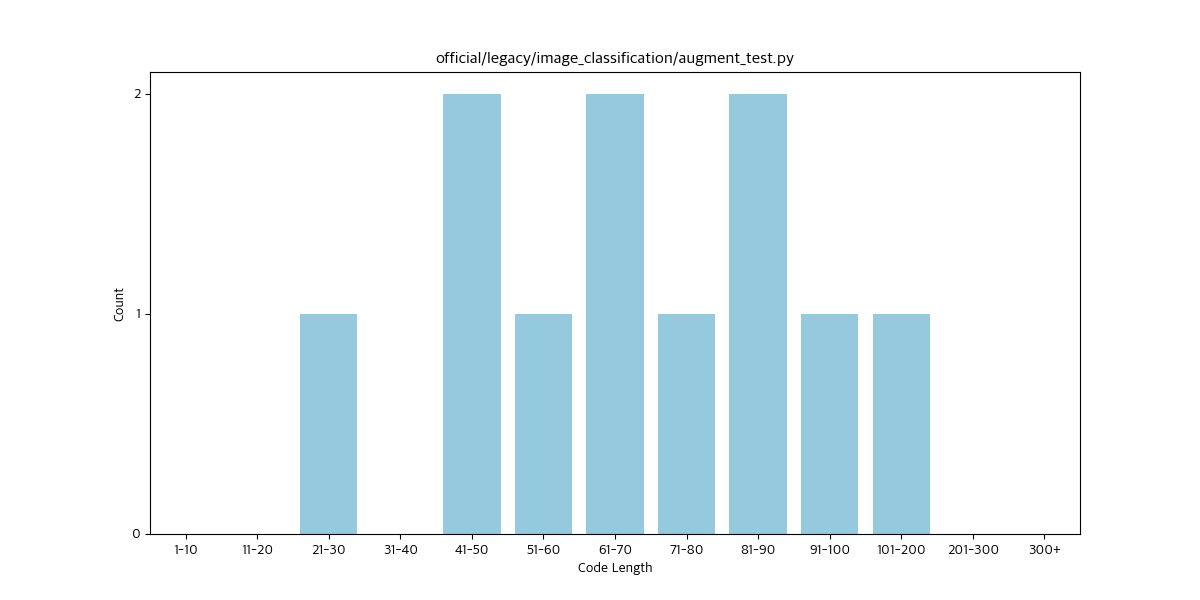 official/legacy/image_classification/augment_test.py
2
1
0
Count
1-10 11-20 21-30 31-40 41-50 51-60 61-70 71-80 81-90 91-100 101-200 201-300 300+
Code Length